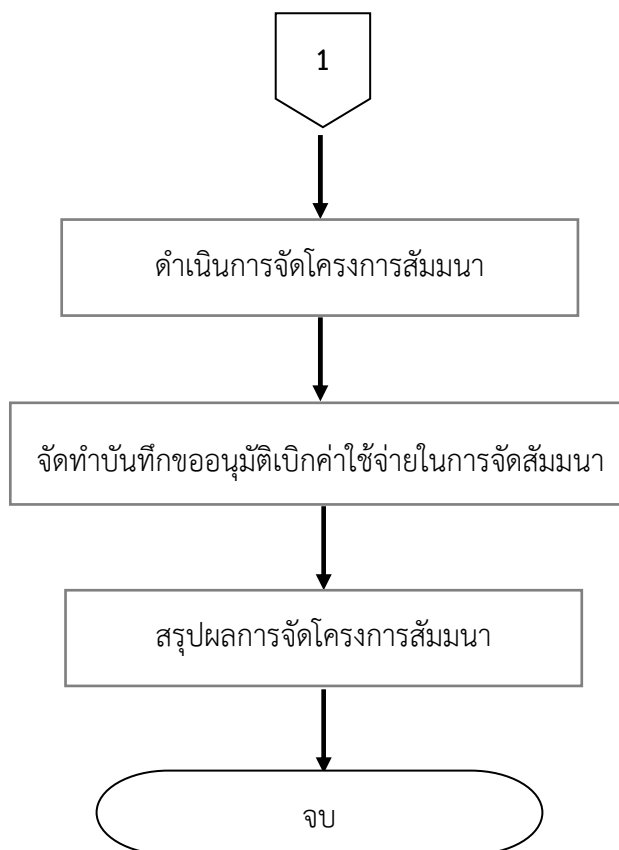 1
ดำเนินการจัดโครงการสัมมนา
จัดทำบันทึกขออนุมัติเบิกค่าใช้จ่ายในการจัดสัมมนา
สรุปผลการจัดโครงการสัมมนา
จบ